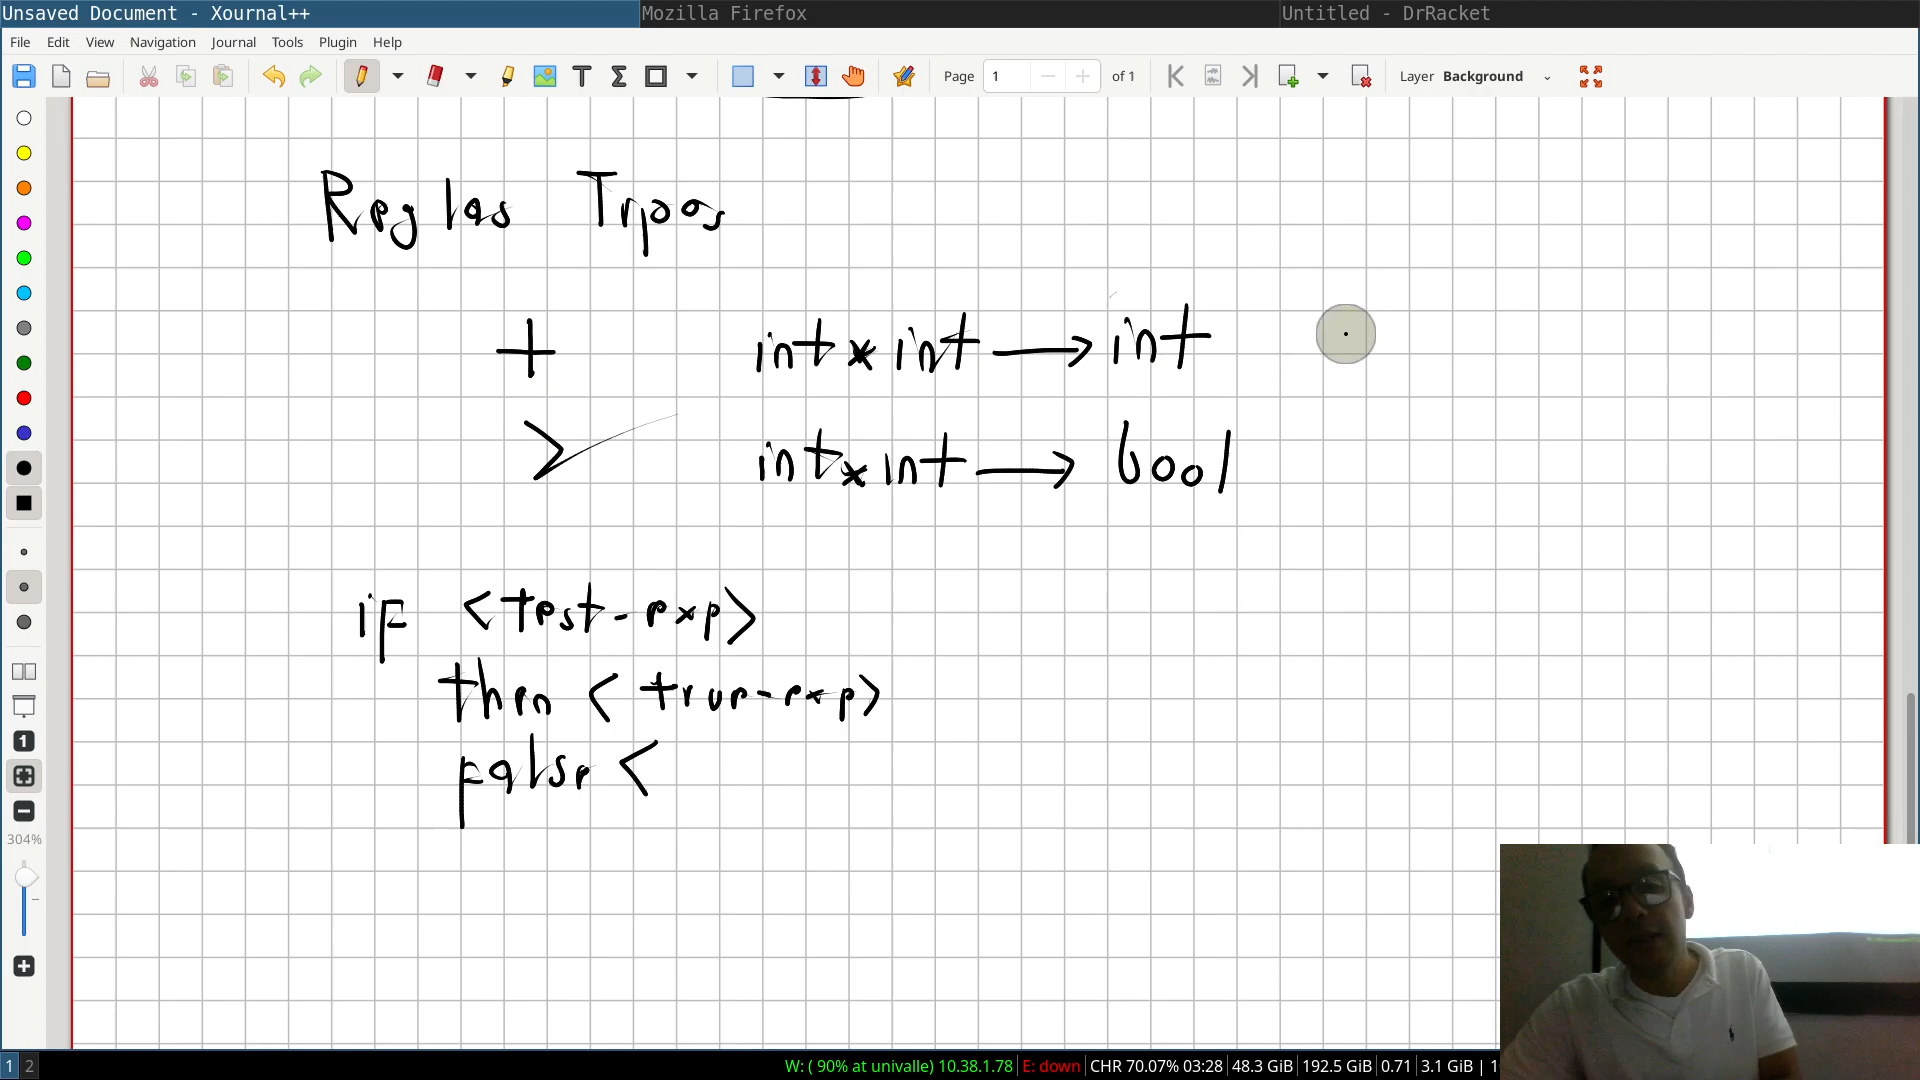 Unsaved Document - Xournal++
Mozilla Firefox
Untitled - DrRacket
File Edit View Navigation Journal Tools Plugin Help
Page 1 of 1 Layer Background
Reglas Tipos
+ int * int → int
> int * int → bool
if <test-exp>
then <true-exp>
false <
304%
1 2
W: ( 90% at univalle) 10.38.1.78 | E: down | CHR 70.07% 03:28 | 48.3 GiB | 192.5 GiB | 0.71 | 3.1 GiB |